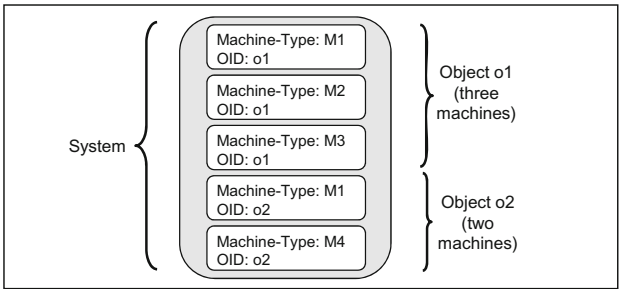 System
Machine-Type: M1
OID: o1
Machine-Type: M2
OID: o1
Machine-Type: M3
OID: o1
Machine-Type: M1
OID: o2
Machine-Type: M4
OID: o2
Object o1
(three
machines)
Object o2
(two
machines)